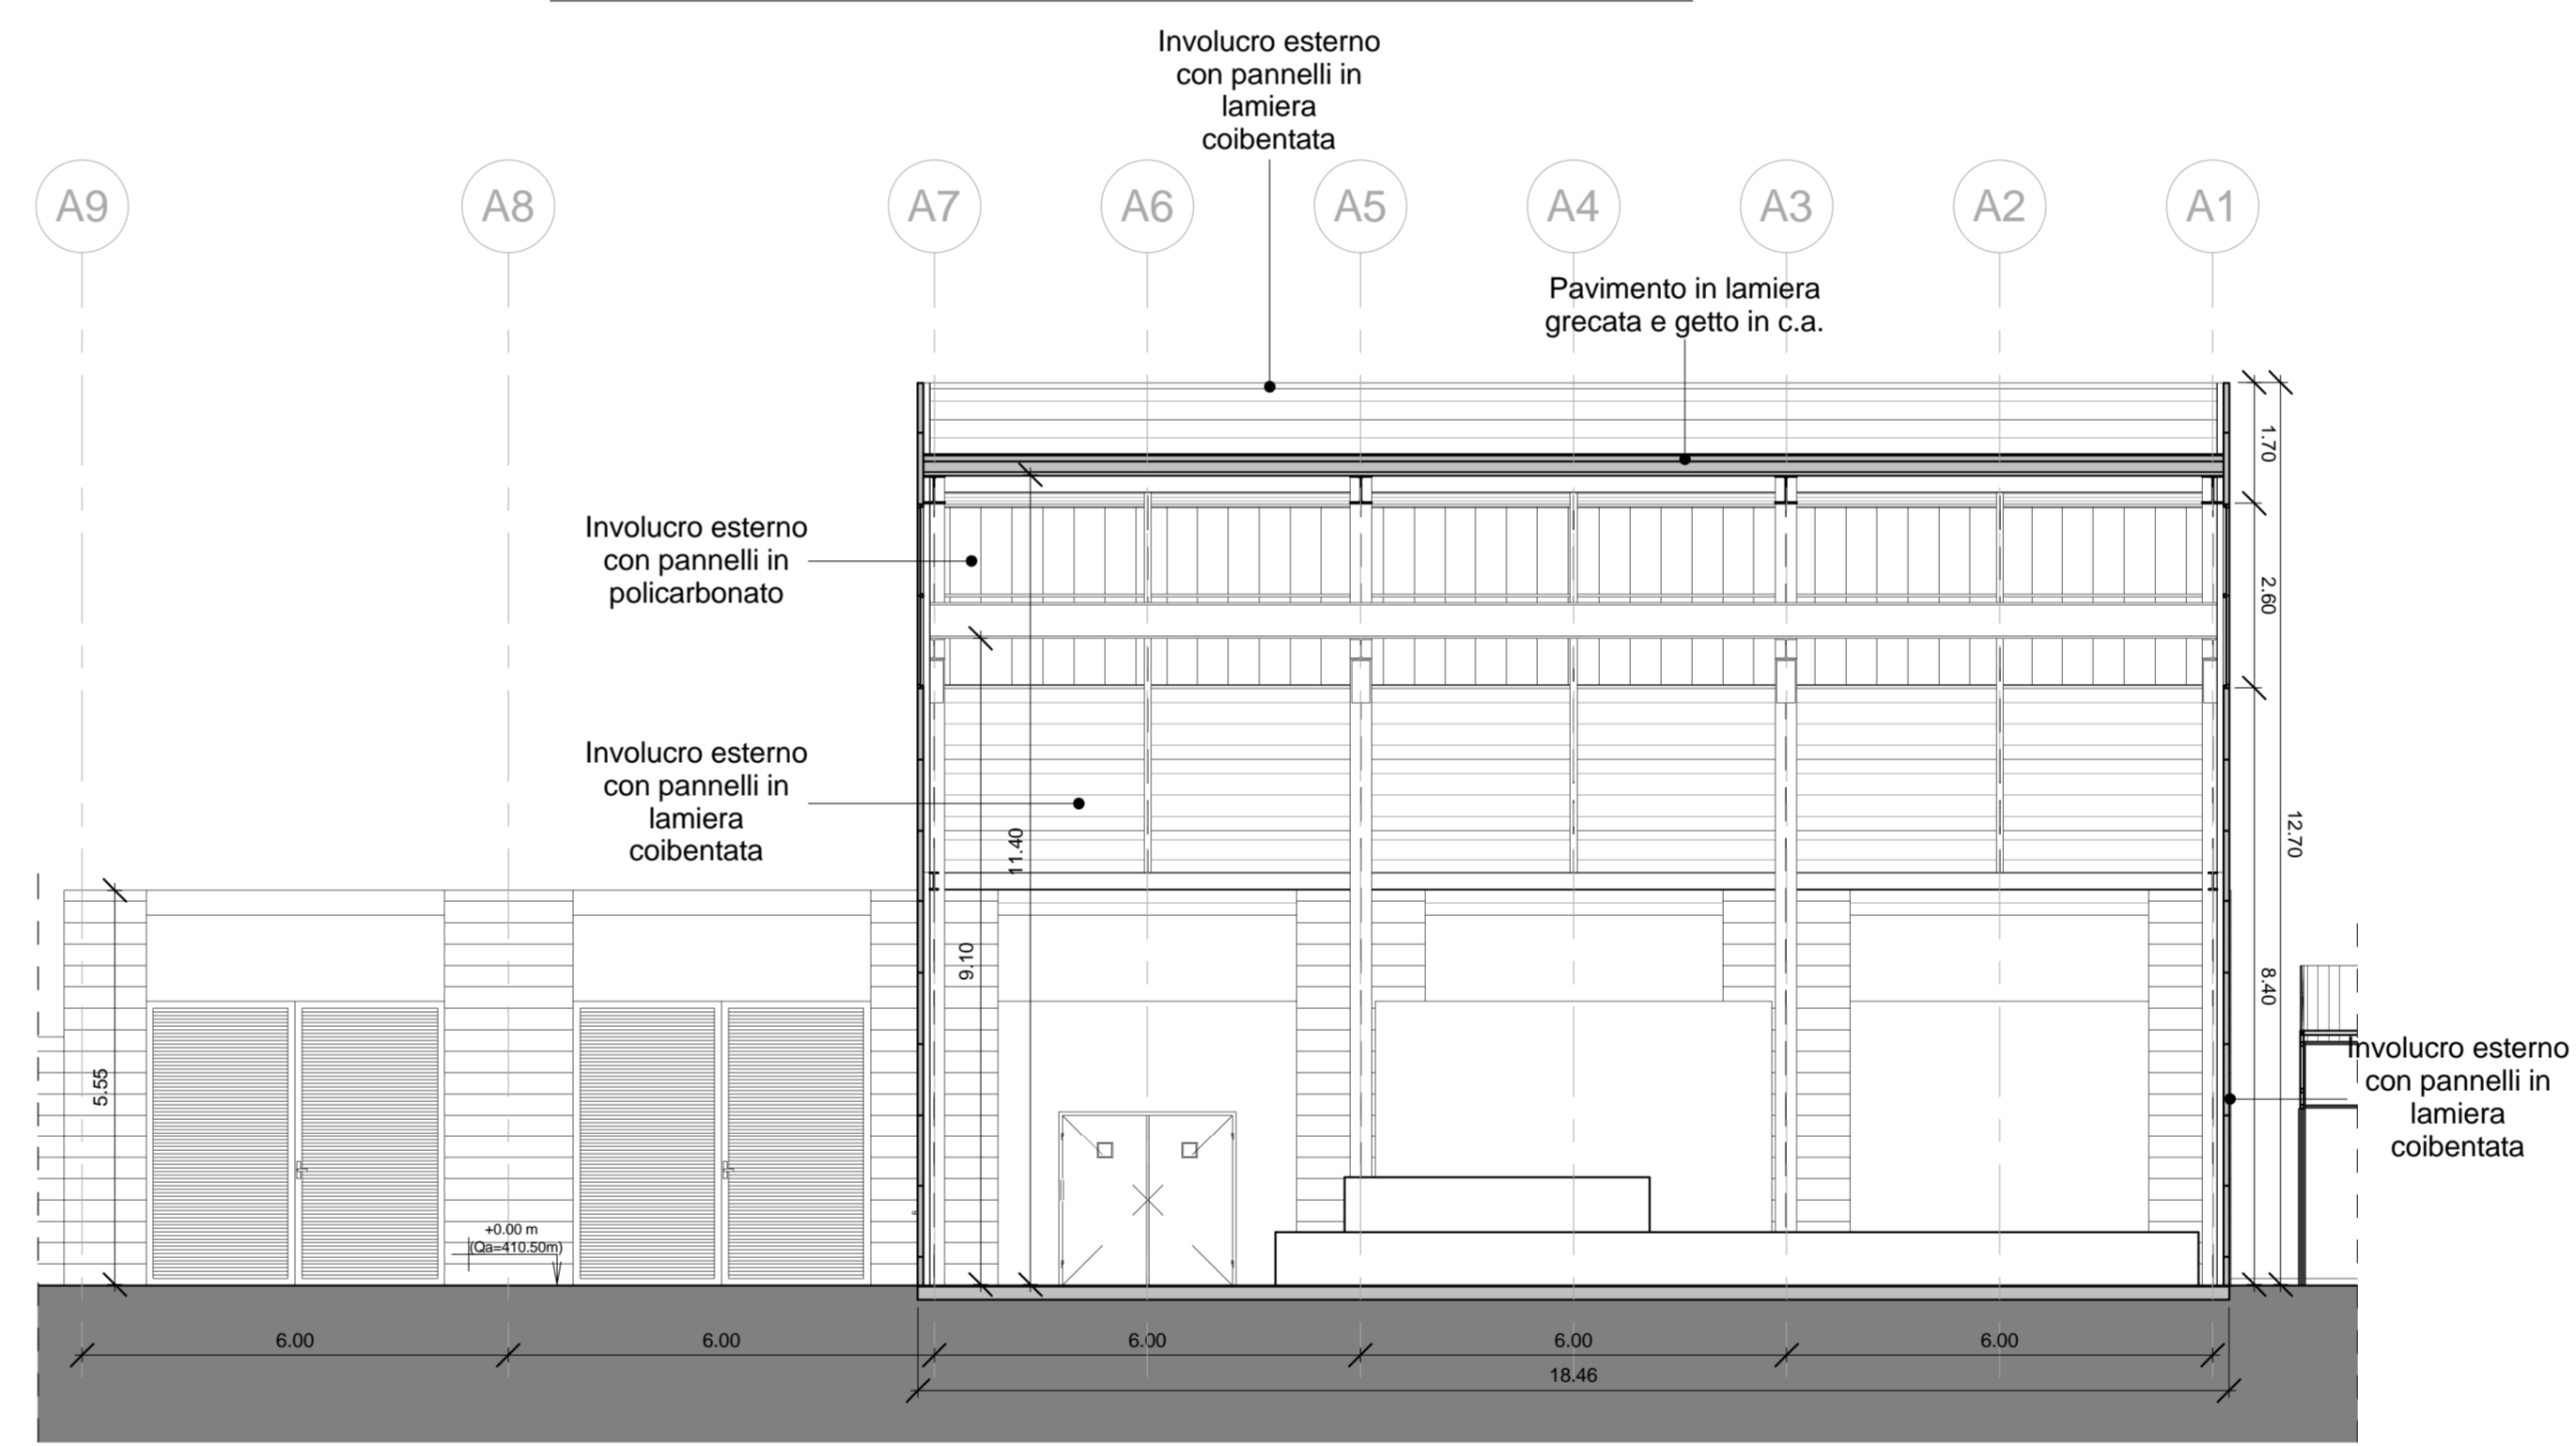 Involucro esterno
con pannelli in
lamiera
coibentata
A9
A8
A7
A6
A5
A4
A3
A2
A1
Pavimento in lamiera
grecata e getto in c.a.
1.70
Involucro esterno
con pannelli in
policarbonato
2.60
Involucro esterno
con pannelli in
lamiera
coibentata
11.40
12.70
9.10
8.40
5.55
Involucro esterno
con pannelli in
lamiera
coibentata
+0.00 m
(Qa=410.50m)
6.00
6.00
6.00
6.00
6.00
18.46